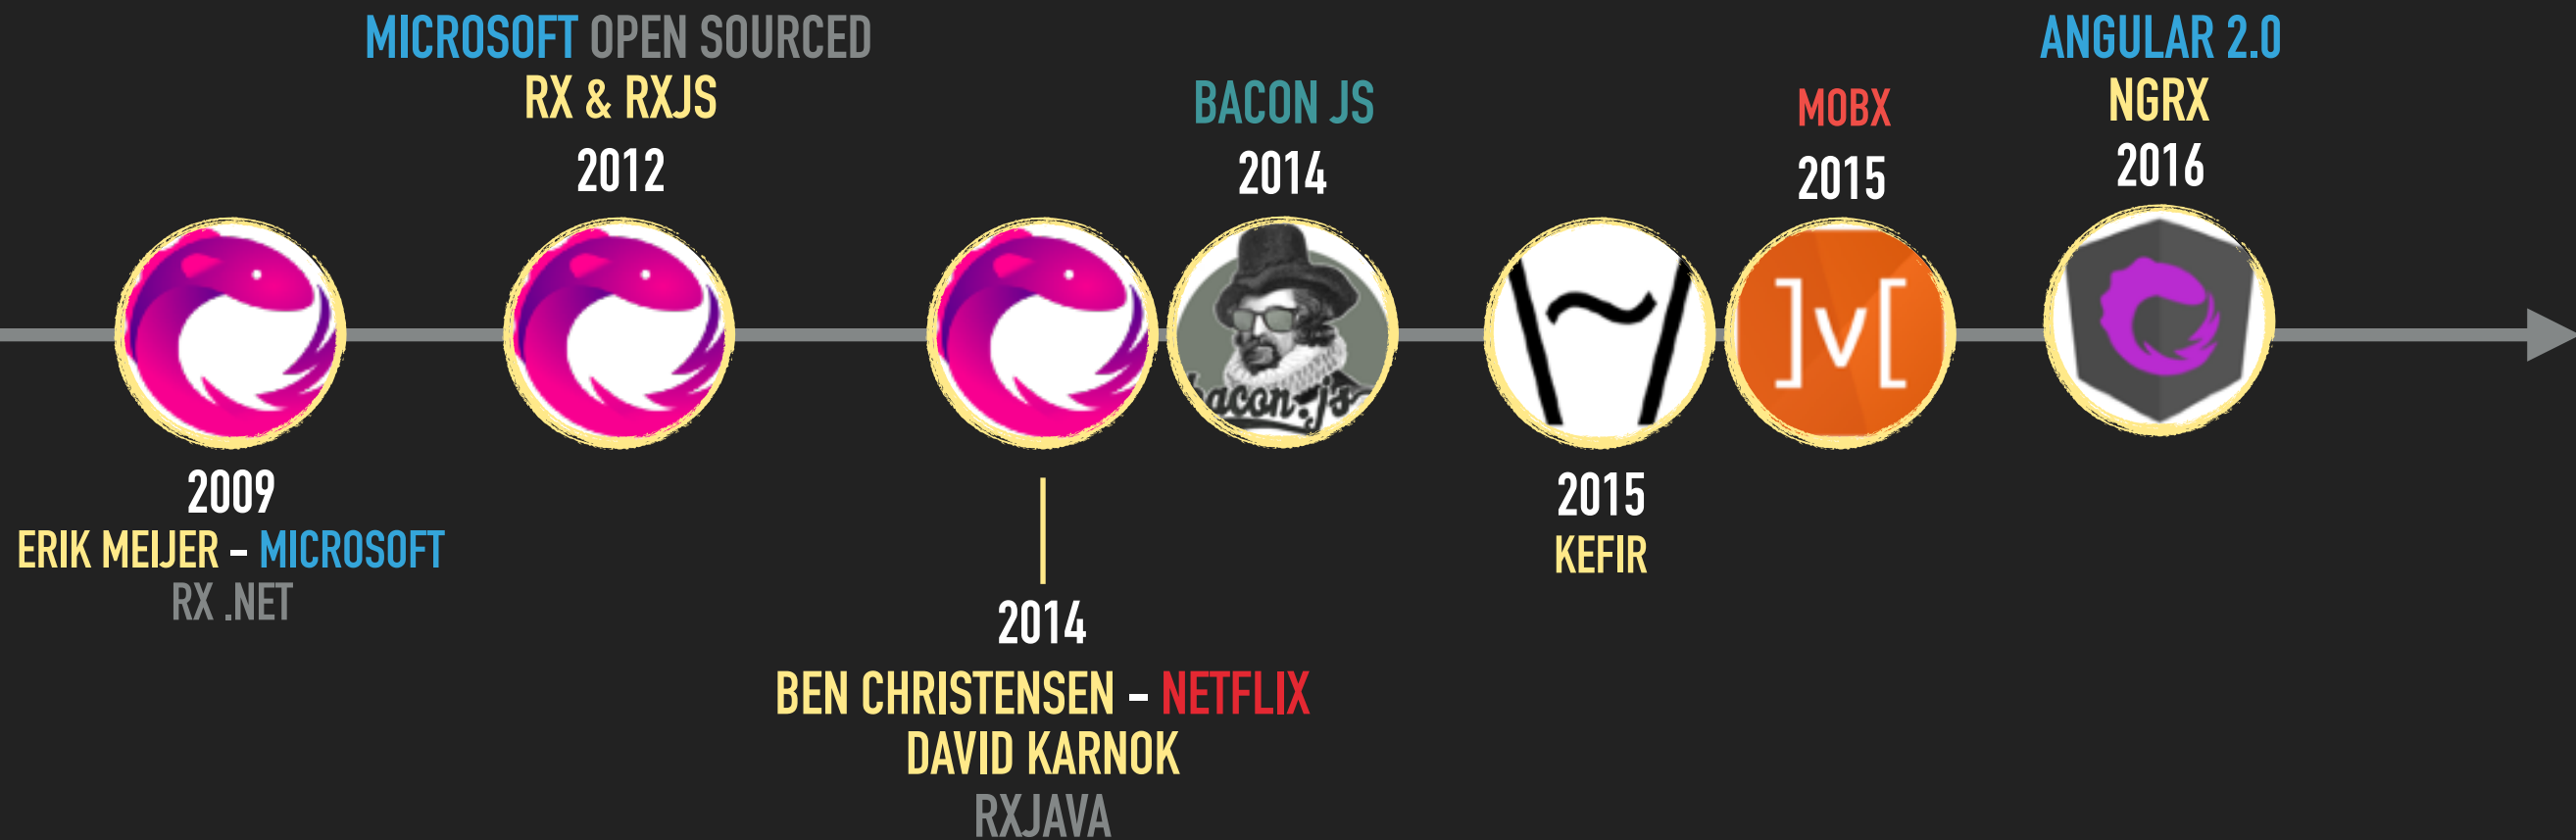 MICROSOFT OPEN SOURCED
RX & RXJS
2012
BACON JS
2014
MOBX
2015
ANGULAR 2.0
NGRX
2016
bacon.js
]v[
2009
ERIK MEIJER - MICROSOFT
RX .NET
2014
BEN CHRISTENSEN - NETFLIX
DAVID KARNOK
RXJAVA
2015
KEFIR